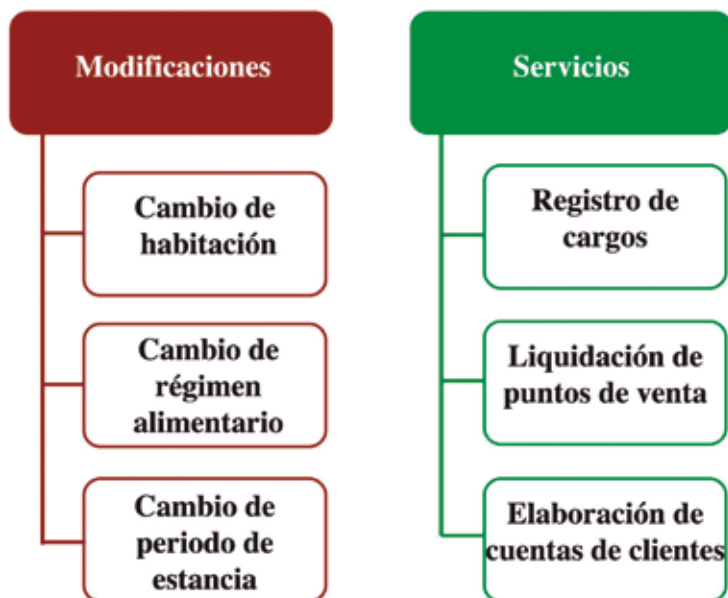 Modificaciones
Cambio de
habitación
Cambio de
régimen
alimentario
Cambio de
periodo de
estancia
Servicios
Registro de
cargos
Liquidación de
puntos de venta
Elaboración de
cuentas de clientes